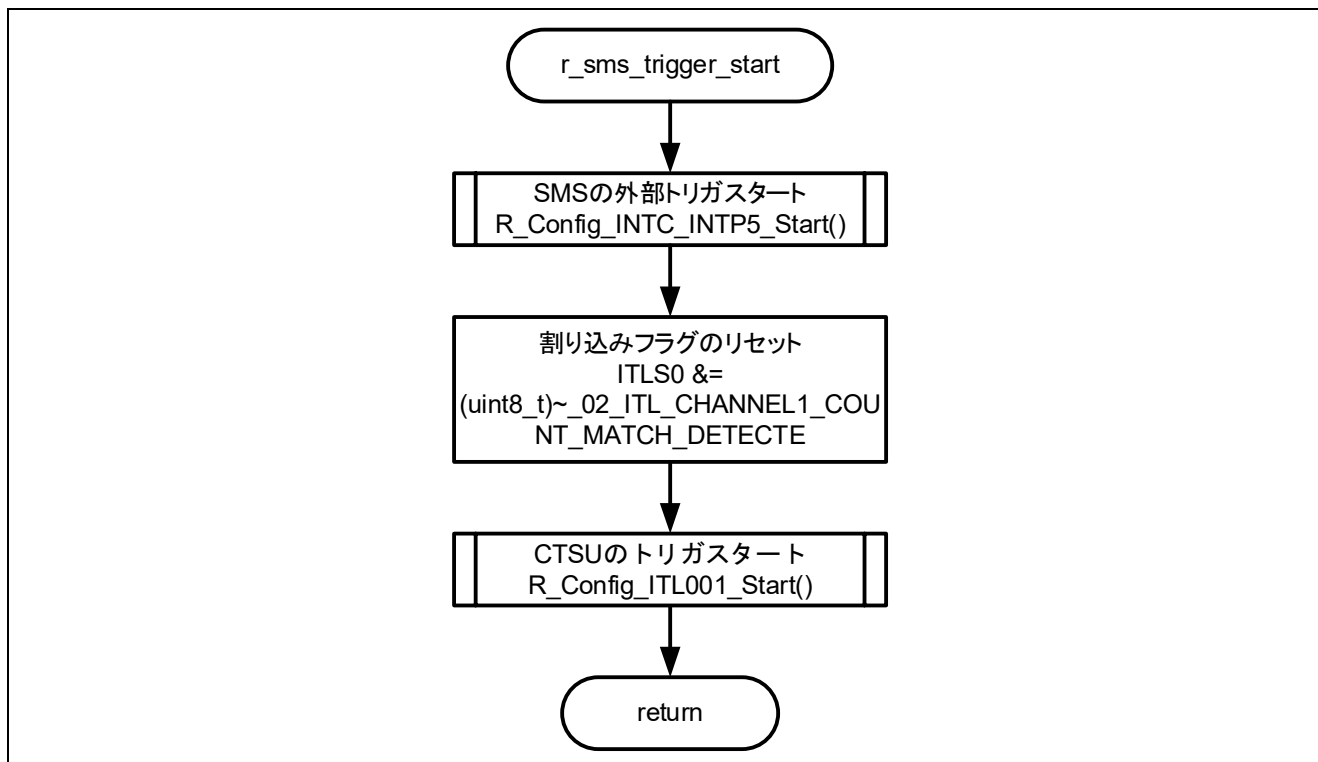 r_sms_trigger_start
SMSの外部トリガスタート
R_Config_INTC_INTP5_Start()
割り込みフラグのリセット
ITLS0 &=
(uint8_t)~_02_ITL_CHANNEL1_COU
NT_MATCH_DETECTE
CTSUのトリガスタート
R_Config_ITL001_Start()
return